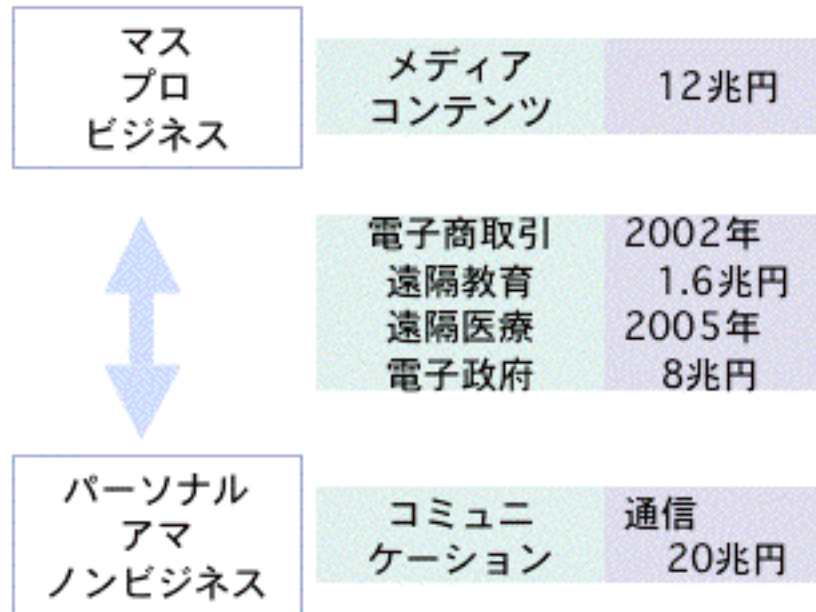 マス
プロ
ビジネス
メディア
コンテンツ
12兆円
電子商取引
遠隔教育
遠隔医療
電子政府
2002年
1.6兆円
2005年
8兆円
パーソナル
アマ
ノンビジネス
コミュニ
ケーション
通信
20兆円